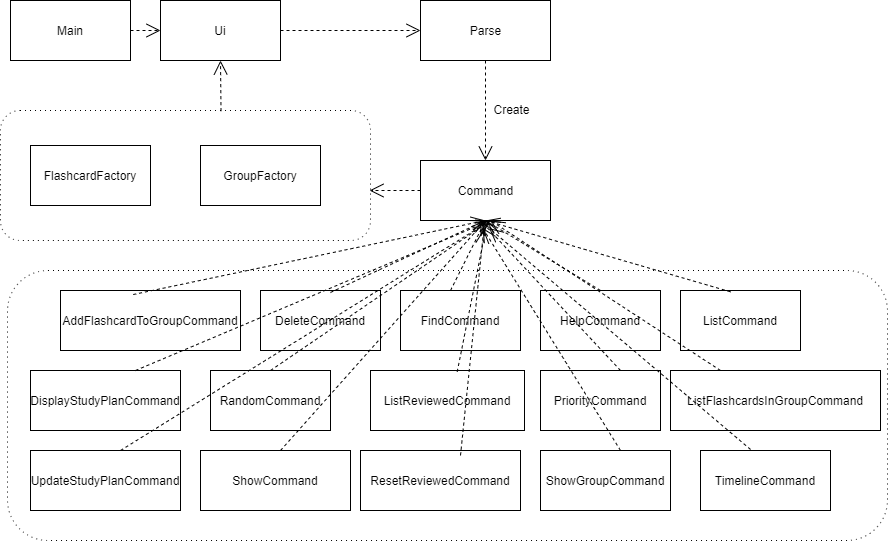 Main
Ui
Parse
Create
FlashcardFactory
GroupFactory
Command
AddFlashcardToGroupCommand
DeleteCommand
FindCommand
HelpCommand
ListCommand
DisplayStudyPlanCommand
RandomCommand
ListReviewedCommand
PriorityCommand
ListFlashcardsInGroupCommand
UpdateStudyPlanCommand
ShowCommand
ResetReviewedCommand
ShowGroupCommand
TimelineCommand